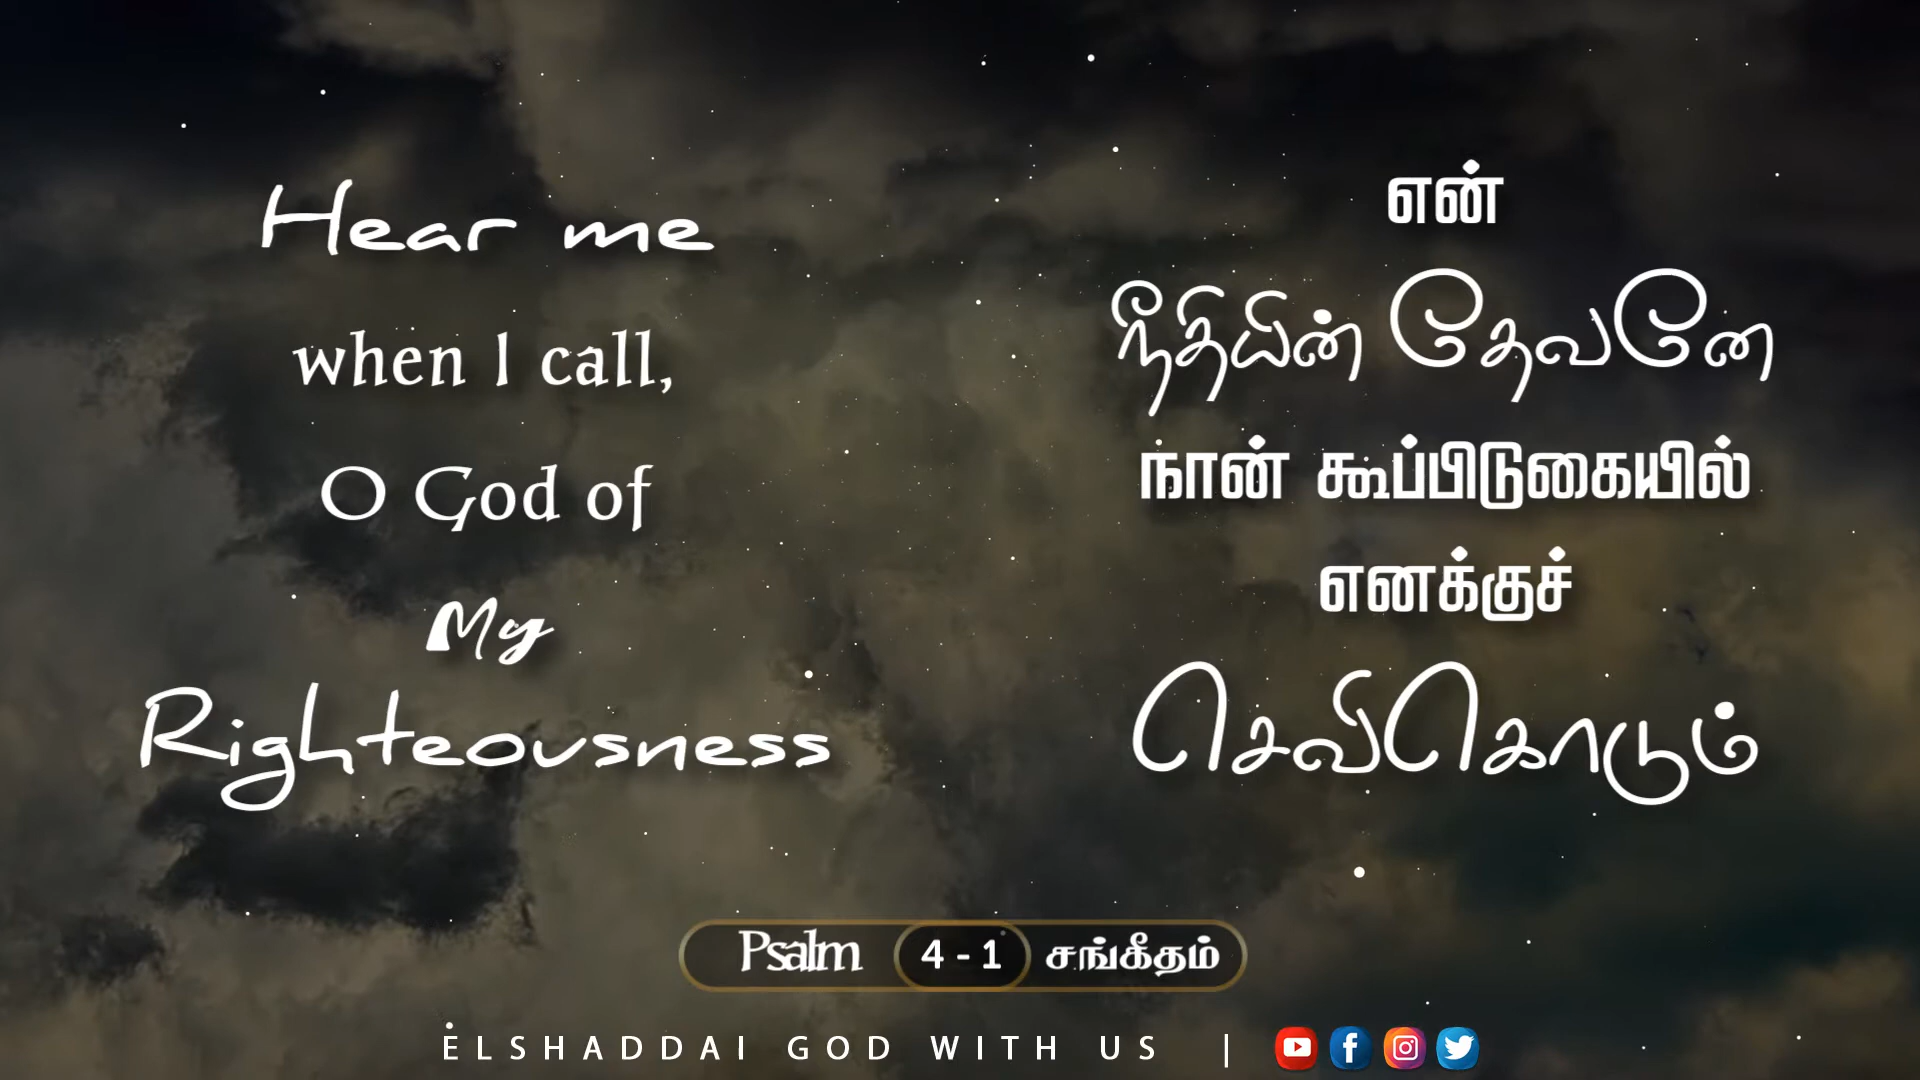 Hear me
when I call,
O God of
My
Righteousness
என்
நீதியின் தேவனே
நான் கூப்பிடுகையில்
எனக்குச்
செவிகொடும்
Psalm 4 - 1 சங்கீதம்
ELSHADDAI GOD WITH US |